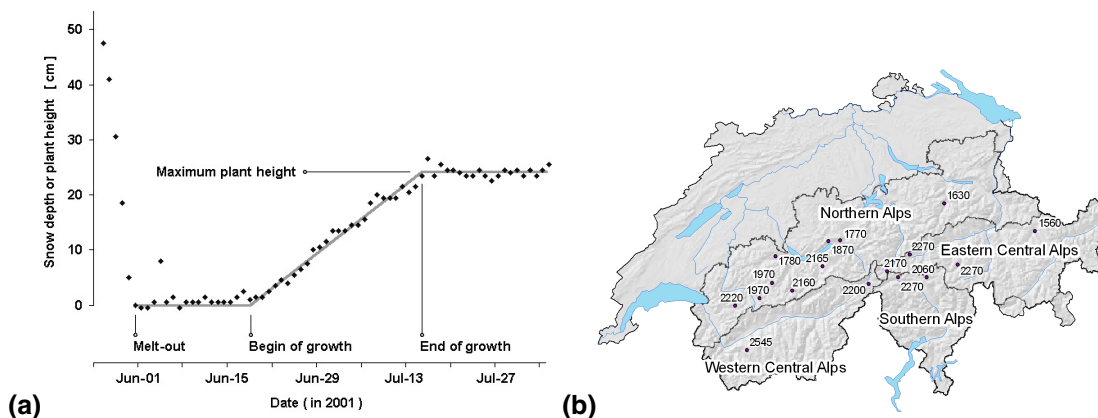 60
50
40
30
20
10
0
Snow depth or plant height [ cm ]
Maximum plant height
Melt-out
Begin of growth
End of growth
Jun-01
Jun-15
Jun-29
Jul-13
Jul-27
Date ( in 2001 )
(a)
1630
Northern Alps
1560
1770
1870
2270
Eastern Central Alps
1780
2165
2170
2060
2270
1970
1970
2160
2200
2270
2220
Southern Alps
2545
Western Central Alps
(b)